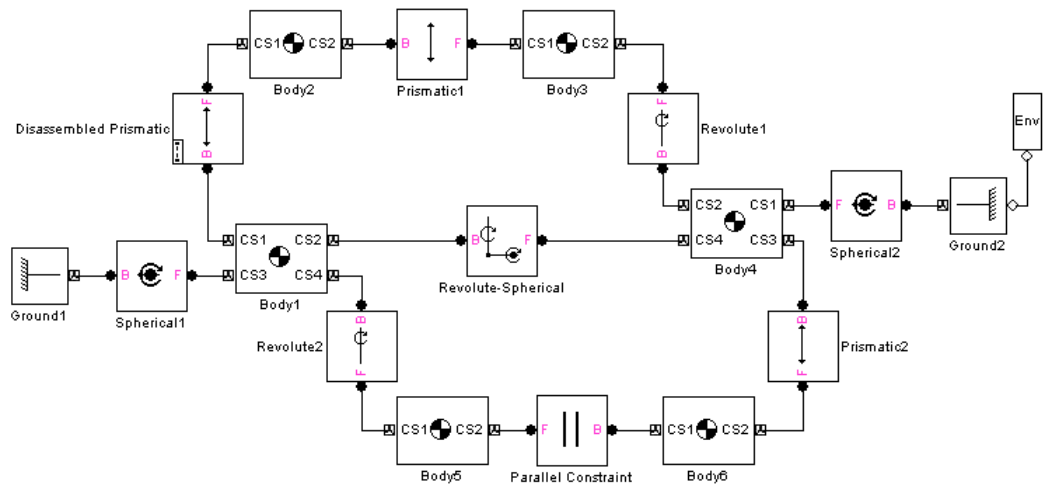 CS1 CS2
Body2
B F
Prismatic1
CS1 CS2
Body3
F
B
Disassembled Prismatic
F
B
Revolute1
Env
CS1 CS2
CS3 CS4
Body1
B F
Revolute-Spherical
CS2 CS1
CS4 CS3
Body4
F B
Spherical2
Ground2
Ground1
B F
Spherical1
B
F
Revolute2
B
F
Prismatic2
CS1 CS2
Body5
F B
Parallel Constraint
CS1 CS2
Body6